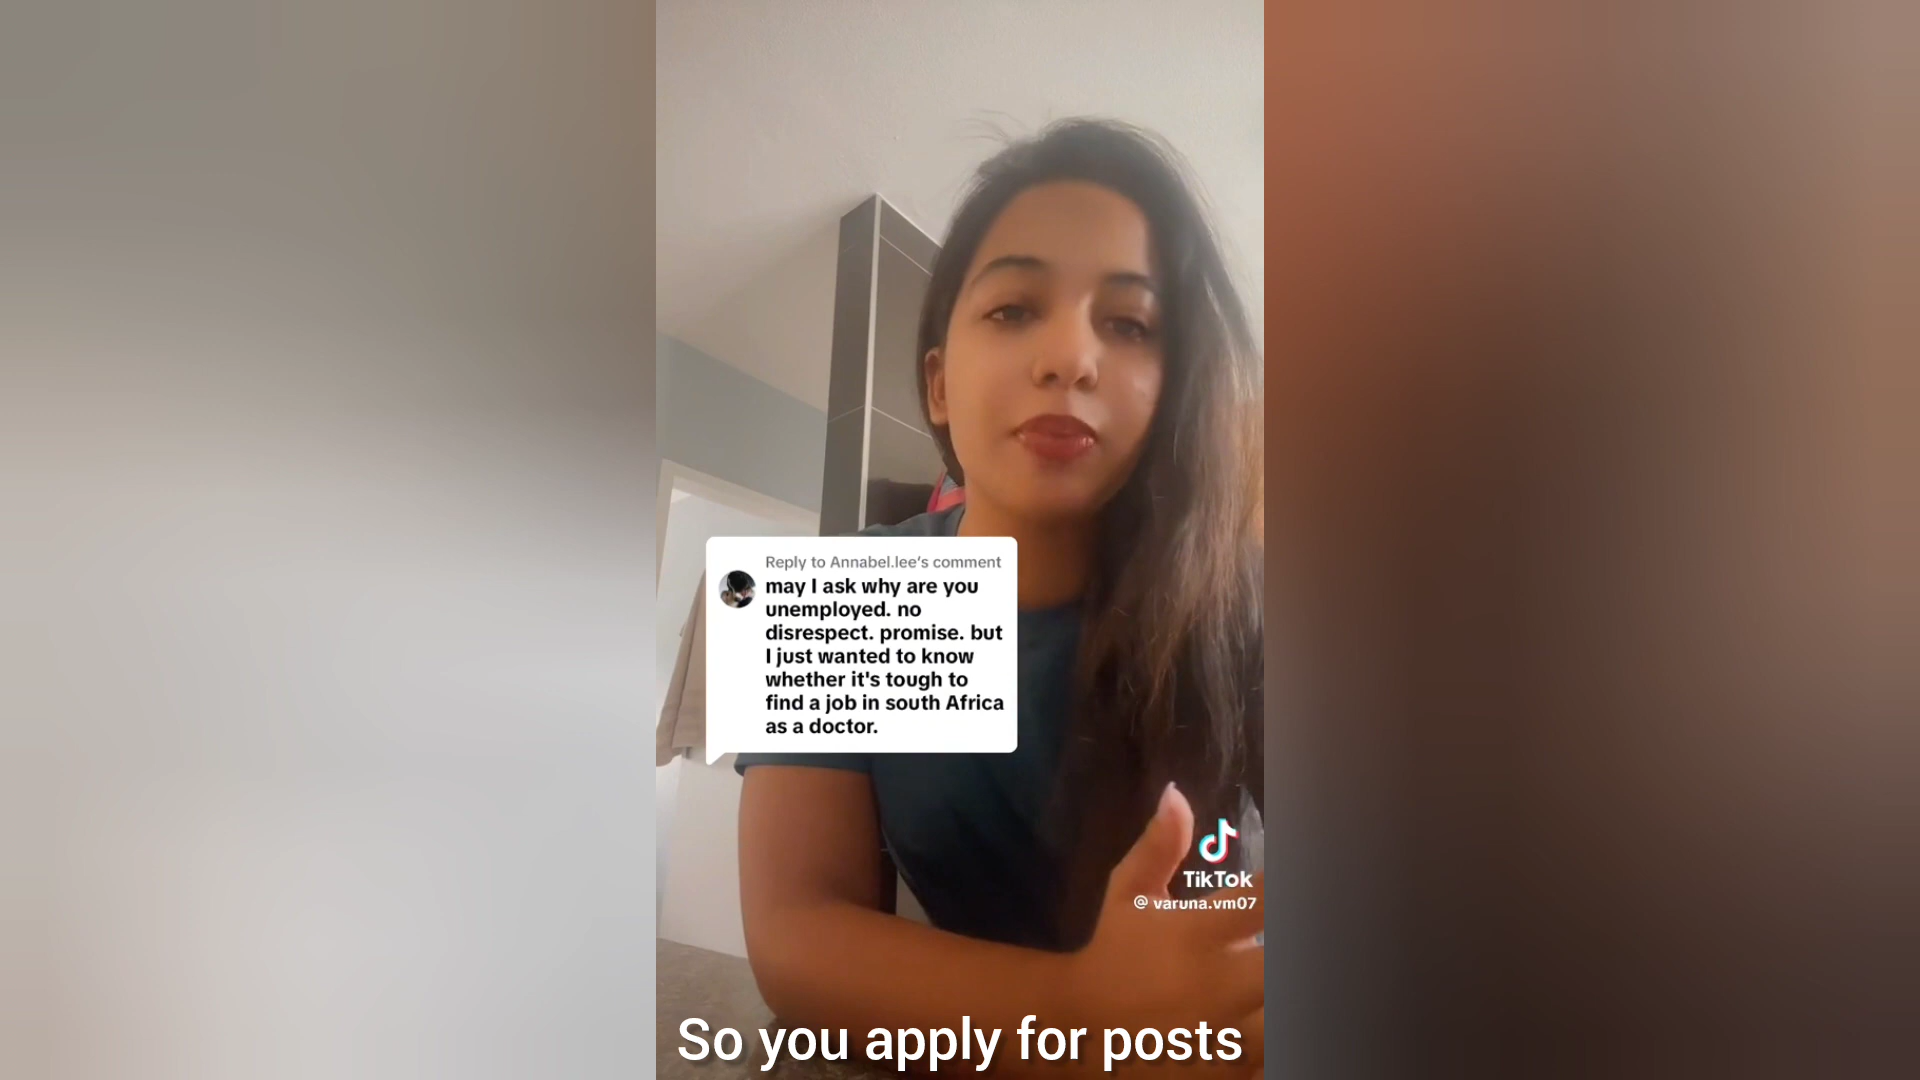 Reply to Annabel.lee's comment
may I ask why are you
unemployed. no
disrespect. promise. but
I just wanted to know
whether it's tough to
find a job in south Africa
as a doctor.
TikTok
@ varuna.vm07
So you apply for posts